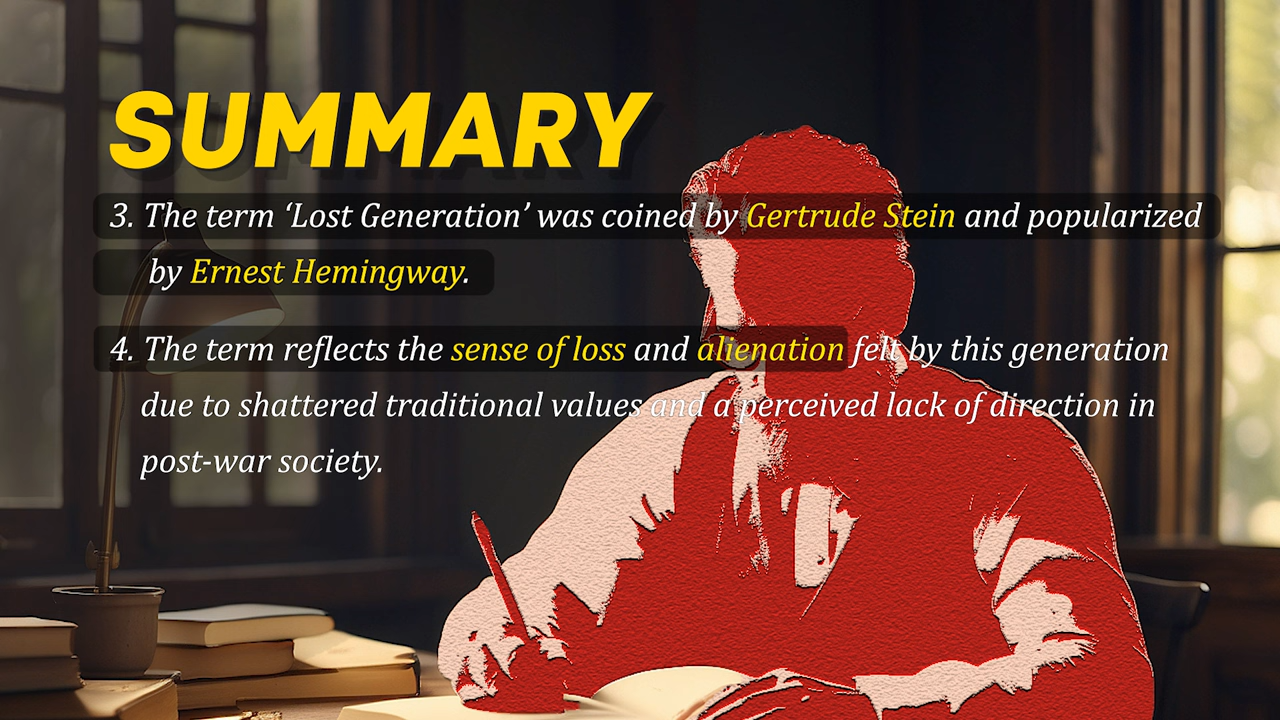 SUMMARY
3. The term ‘Lost Generation’ was coined by Gertrude Stein and popularized
by Ernest Hemingway.
4. The term reflects the sense of loss and alienation felt by this generation
due to shattered traditional values and a perceived lack of direction in
post-war society.